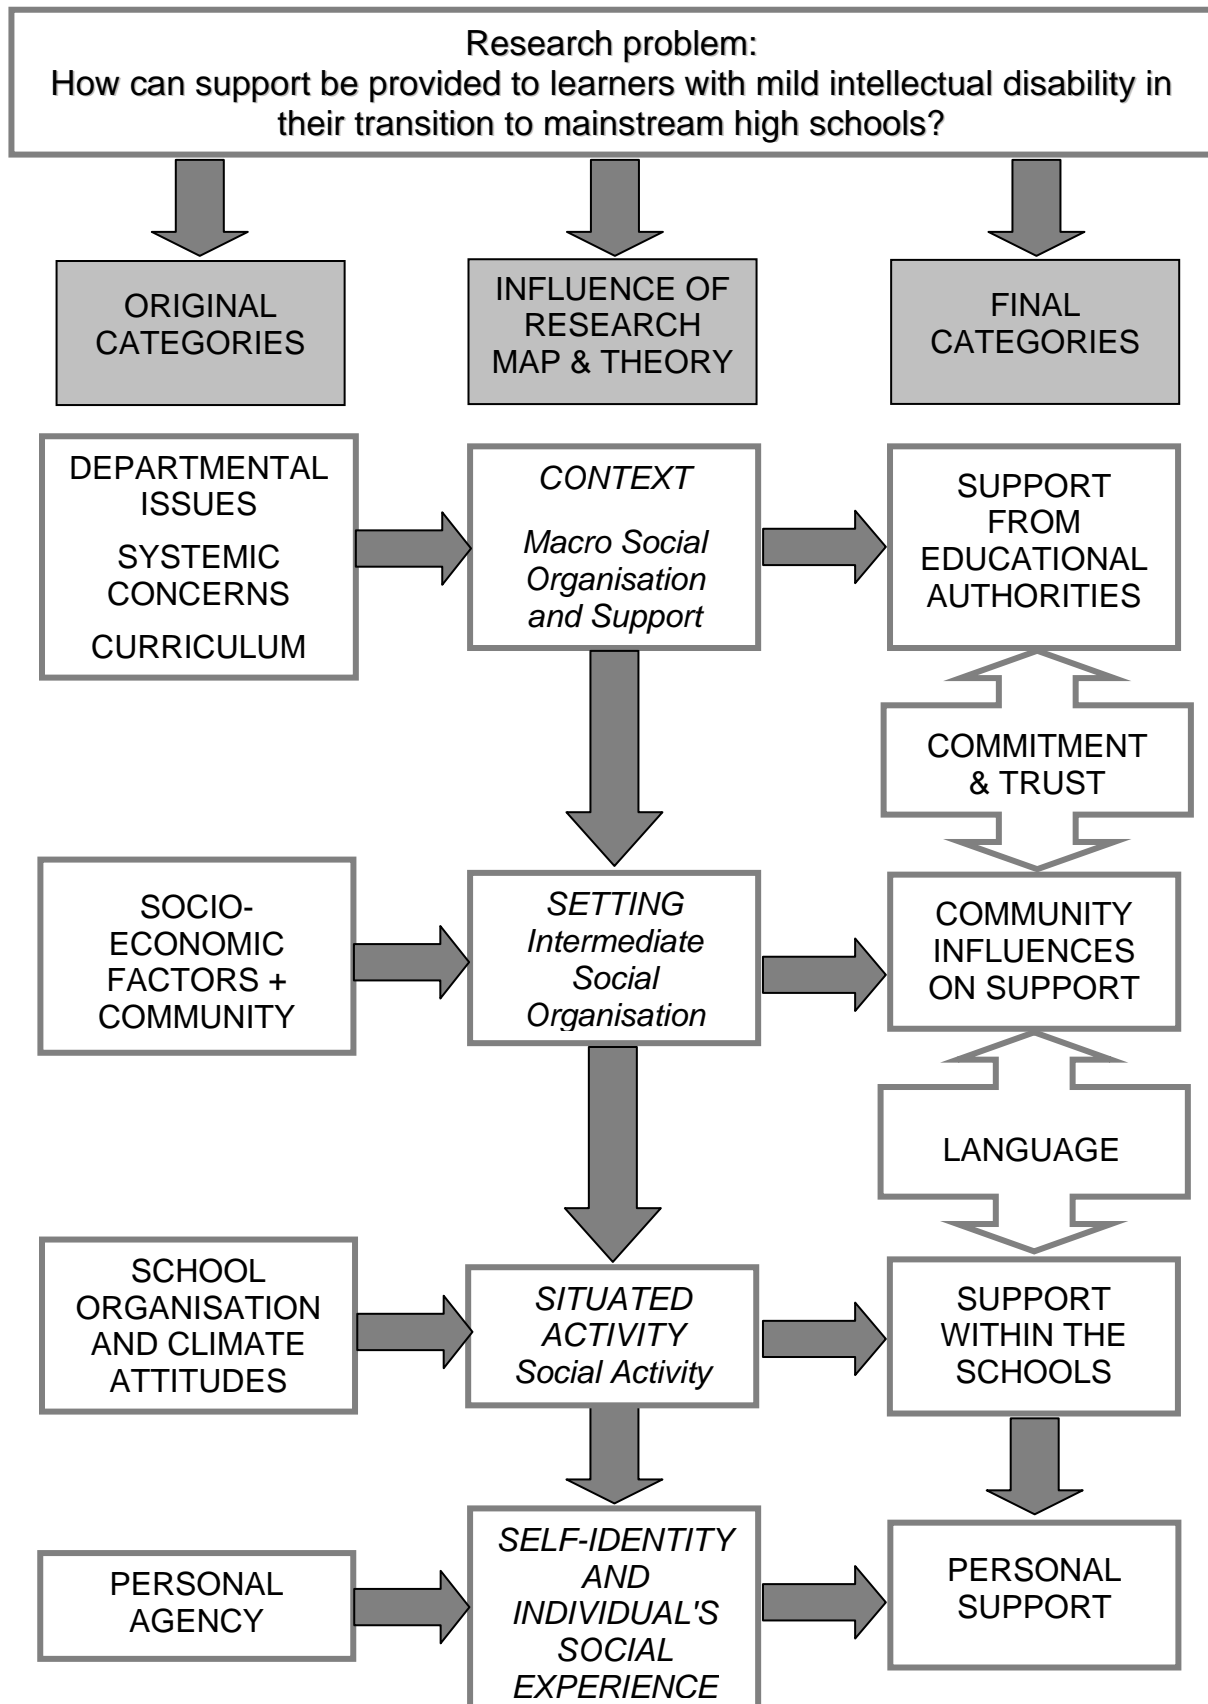 Research problem:
How can support be provided to learners with mild intellectual disability in
their transition to mainstream high schools?
ORIGINAL
CATEGORIES
INFLUENCE OF
RESEARCH
MAP & THEORY
FINAL
CATEGORIES
DEPARTMENTAL
ISSUES
SYSTEMIC
CONCERNS
CURRICULUM
CONTEXT
Macro Social
Organisation
and Support
SUPPORT
FROM
EDUCATIONAL
AUTHORITIES
COMMITMENT
& TRUST
SOCIO-
ECONOMIC
FACTORS +
COMMUNITY
SETTING
Intermediate
Social
Organisation
COMMUNITY
INFLUENCES
ON SUPPORT
LANGUAGE
SCHOOL
ORGANISATION
AND CLIMATE
ATTITUDES
SITUATED
ACTIVITY
Social Activity
SUPPORT
WITHIN THE
SCHOOLS
PERSONAL
AGENCY
SELF-IDENTITY
AND
INDIVIDUAL'S
SOCIAL
EXPERIENCE
PERSONAL
SUPPORT